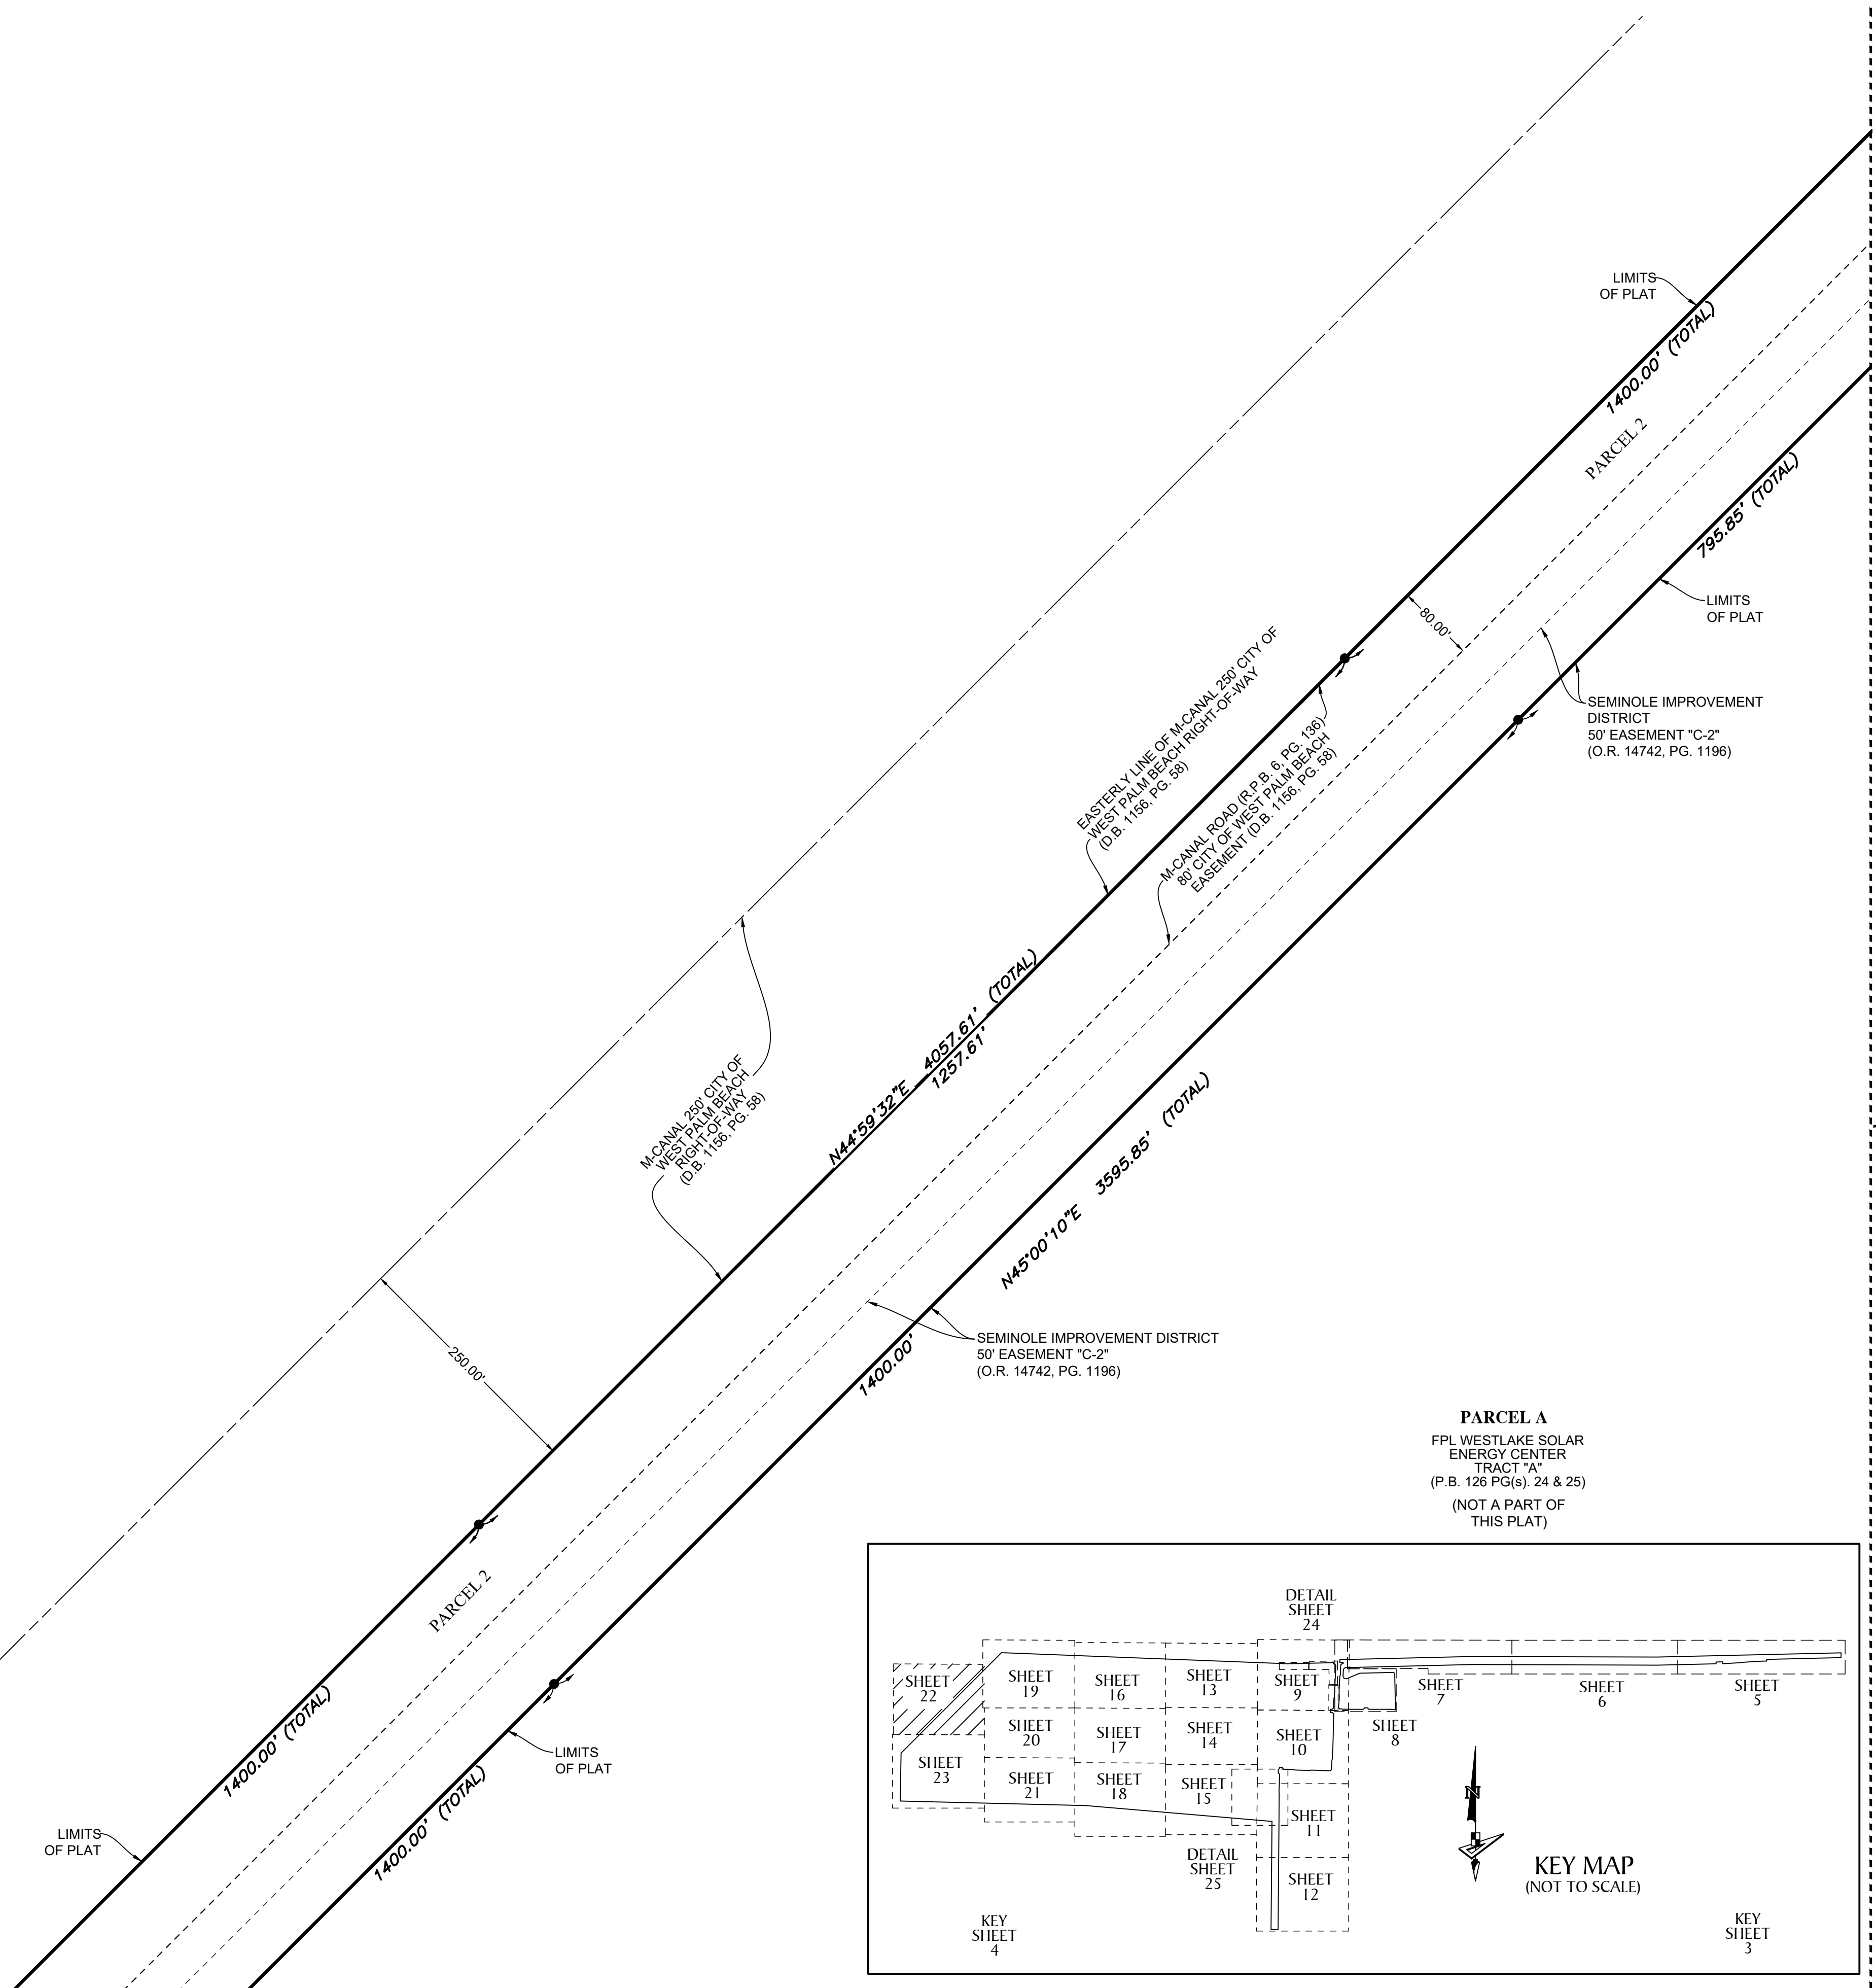 LIMITS
OF PLAT
1400.00' (TOTAL)
PARCEL 2
795.85' (TOTAL)
LIMITS
OF PLAT
80.00'
SEMINOLE IMPROVEMENT
DISTRICT
50' EASEMENT "C-2"
(O.R. 14742, PG. 1196)
EASTERLY LINE OF M-CANAL 250' CITY OF
WEST PALM BEACH RIGHT-OF-WAY
(D.B. 1156, PG. 58)
M-CANAL ROAD (R.P.B. 6, PG. 136)
80' CITY OF WEST PALM BEACH
EASEMENT (D.B. 1156, PG. 58)
M-CANAL 250' CITY OF
WEST PALM BEACH
RIGHT-OF-WAY
(D.B. 1156, PG. 58)
N44°59'32"E 4057.61' (TOTAL)
1257.61'
N45°00'10"E 3595.85' (TOTAL)
SEMINOLE IMPROVEMENT DISTRICT
50' EASEMENT "C-2"
(O.R. 14742, PG. 1196)
1400.00'
250.00'
PARCEL 2
1400.00' (TOTAL)
LIMITS
OF PLAT
1400.00' (TOTAL)
LIMITS
OF PLAT
PARCEL A
FPL WESTLAKE SOLAR
ENERGY CENTER
TRACT "A"
(P.B. 126 PG(s). 24 & 25)
(NOT A PART OF
THIS PLAT)
DETAIL
SHEET
24
SHEET
22
SHEET
19
SHEET
16
SHEET
13
SHEET
9
SHEET
7
SHEET
6
SHEET
5
SHEET
8
SHEET
20
SHEET
17
SHEET
14
SHEET
10
SHEET
23
SHEET
21
SHEET
18
SHEET
15
SHEET
11
DETAIL
SHEET
25
SHEET
12
N
KEY MAP
(NOT TO SCALE)
KEY
SHEET
4
KEY
SHEET
3